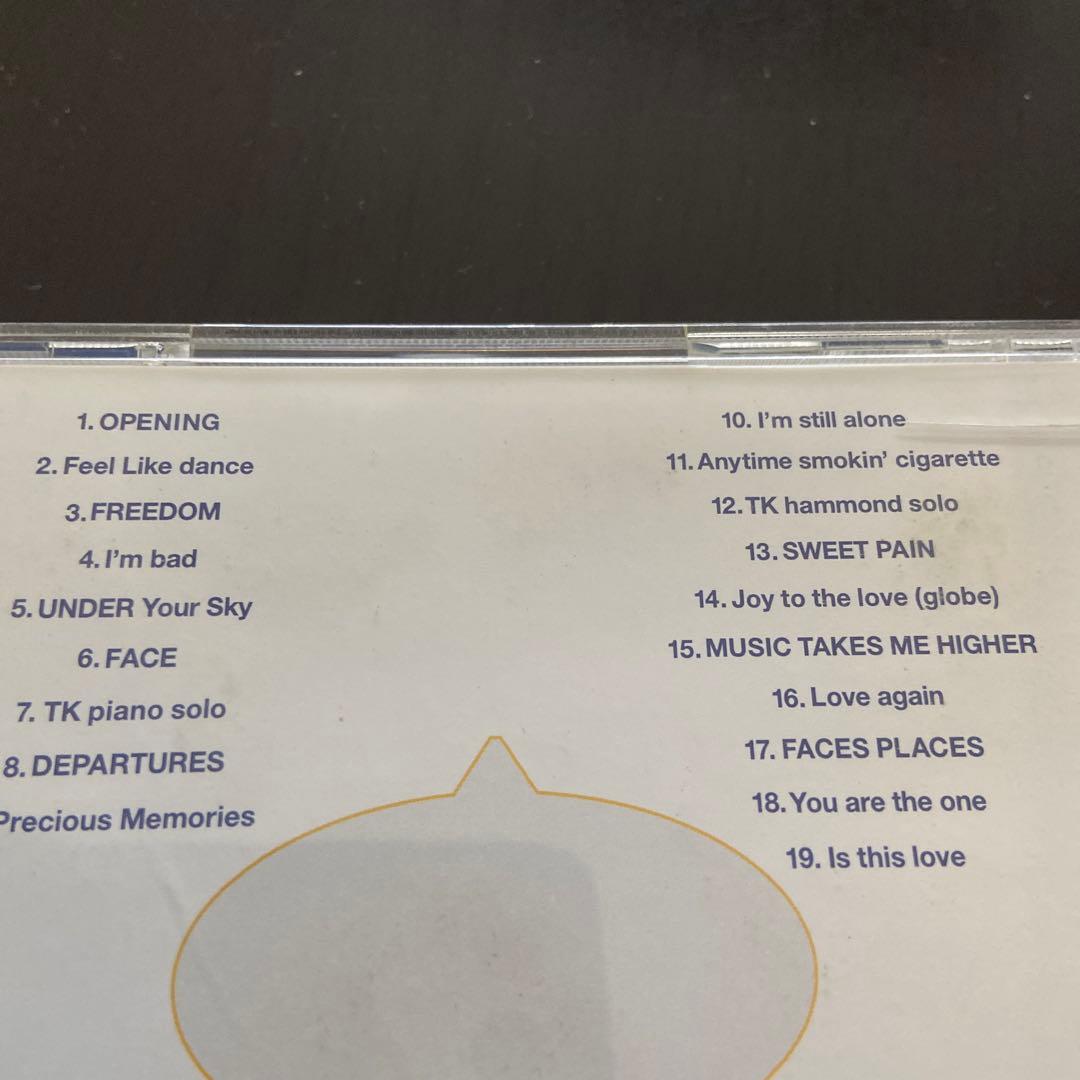 1. OPENING
2. Feel Like dance
3. FREEDOM
4. I'm bad
5. UNDER Your Sky
6. FACE
7. TK piano solo
8. DEPARTURES
Precious Memories
10. I'm still alone
11. Anytime smokin' cigarette
12. TK hammond solo
13. SWEET PAIN
14. Joy to the love (globe)
15. MUSIC TAKES ME HIGHER
16. Love again
17. FACES PLACES
18. You are the one
19. Is this love